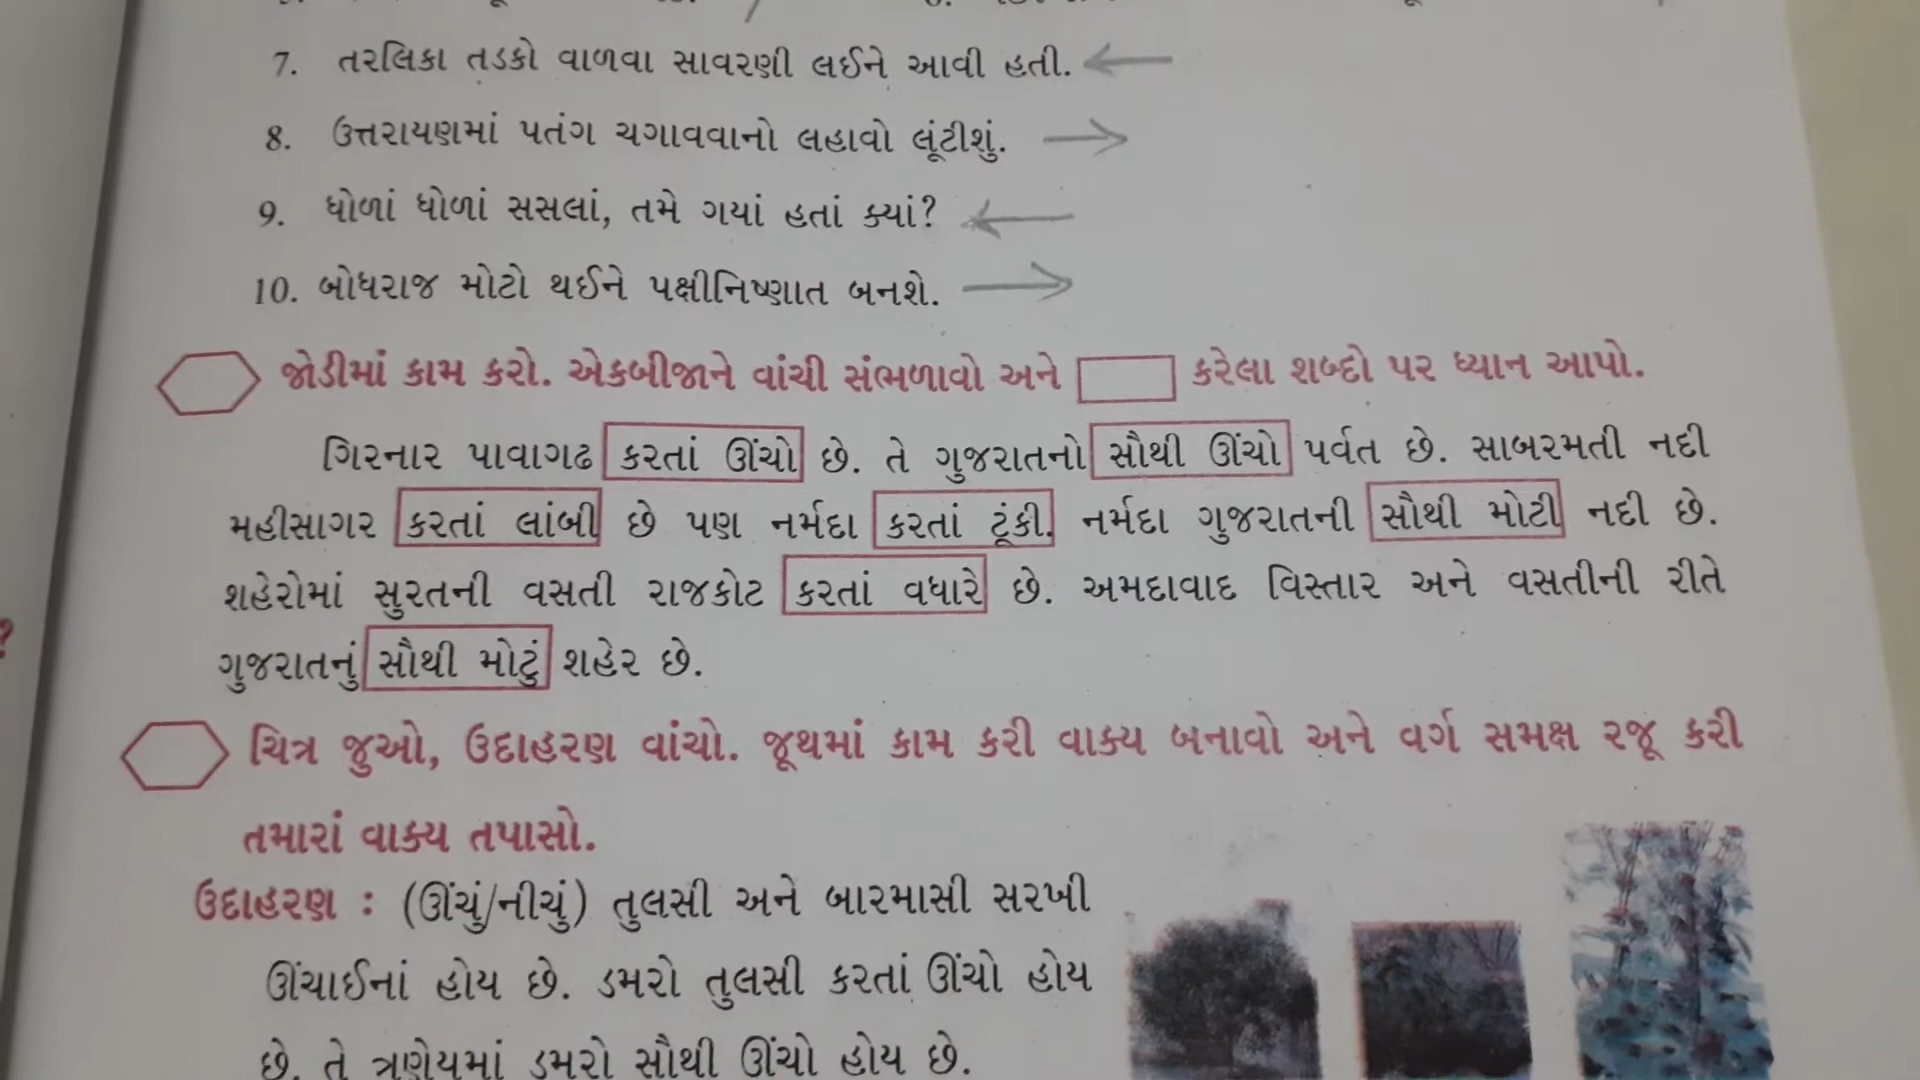 7. તરલિકા તડકો વાળવા સાવરણી લઈને આવી હતી.
8. ઉત્તરાયણમાં પતંગ ચગાવવાનો લહાવો લૂંટીશું.
9. ધોળાં ધોળાં સસલાં, તમે ગયાં હતાં ક્યાં?
10. બોધરાજ મોટો થઈને પક્ષીનિષ્ણાત બનશે.
જોડીમાં કામ કરો. એકબીજાને વાંચી સંભળાવો અને કરેલા શબ્દો પર ધ્યાન આપો.
ગિરનાર પાવાગઢ કરતાં ઊંચો છે. તે ગુજરાતનો સૌથી ઊંચો પર્વત છે. સાબરમતી નદી
મહીસાગર કરતાં લાંબી છે પણ નર્મદા કરતાં ટૂંકી. નર્મદા ગુજરાતની સૌથી મોટી નદી છે.
શહેરોમાં સુરતની વસતી રાજકોટ કરતાં વધારે છે. અમદાવાદ વિસ્તાર અને વસતીની રીતે
ગુજરાતનું સૌથી મોટું શહેર છે.
ચિત્ર જુઓ, ઉદાહરણ વાંચો. જૂથમાં કામ કરી વાક્ય બનાવો અને વર્ગ સમક્ષ રજૂ કરી
તમારાં વાક્ય તપાસો.
ઉદાહરણ : (ઊંચું/નીચું) તુલસી અને બારમાસી સરખી
ઊંચાઈનાં હોય છે. ડમરો તુલસી કરતાં ઊંચો હોય
છે. તે ત્રણેયમાં ડમરો સૌથી ઊંચો હોય છે.